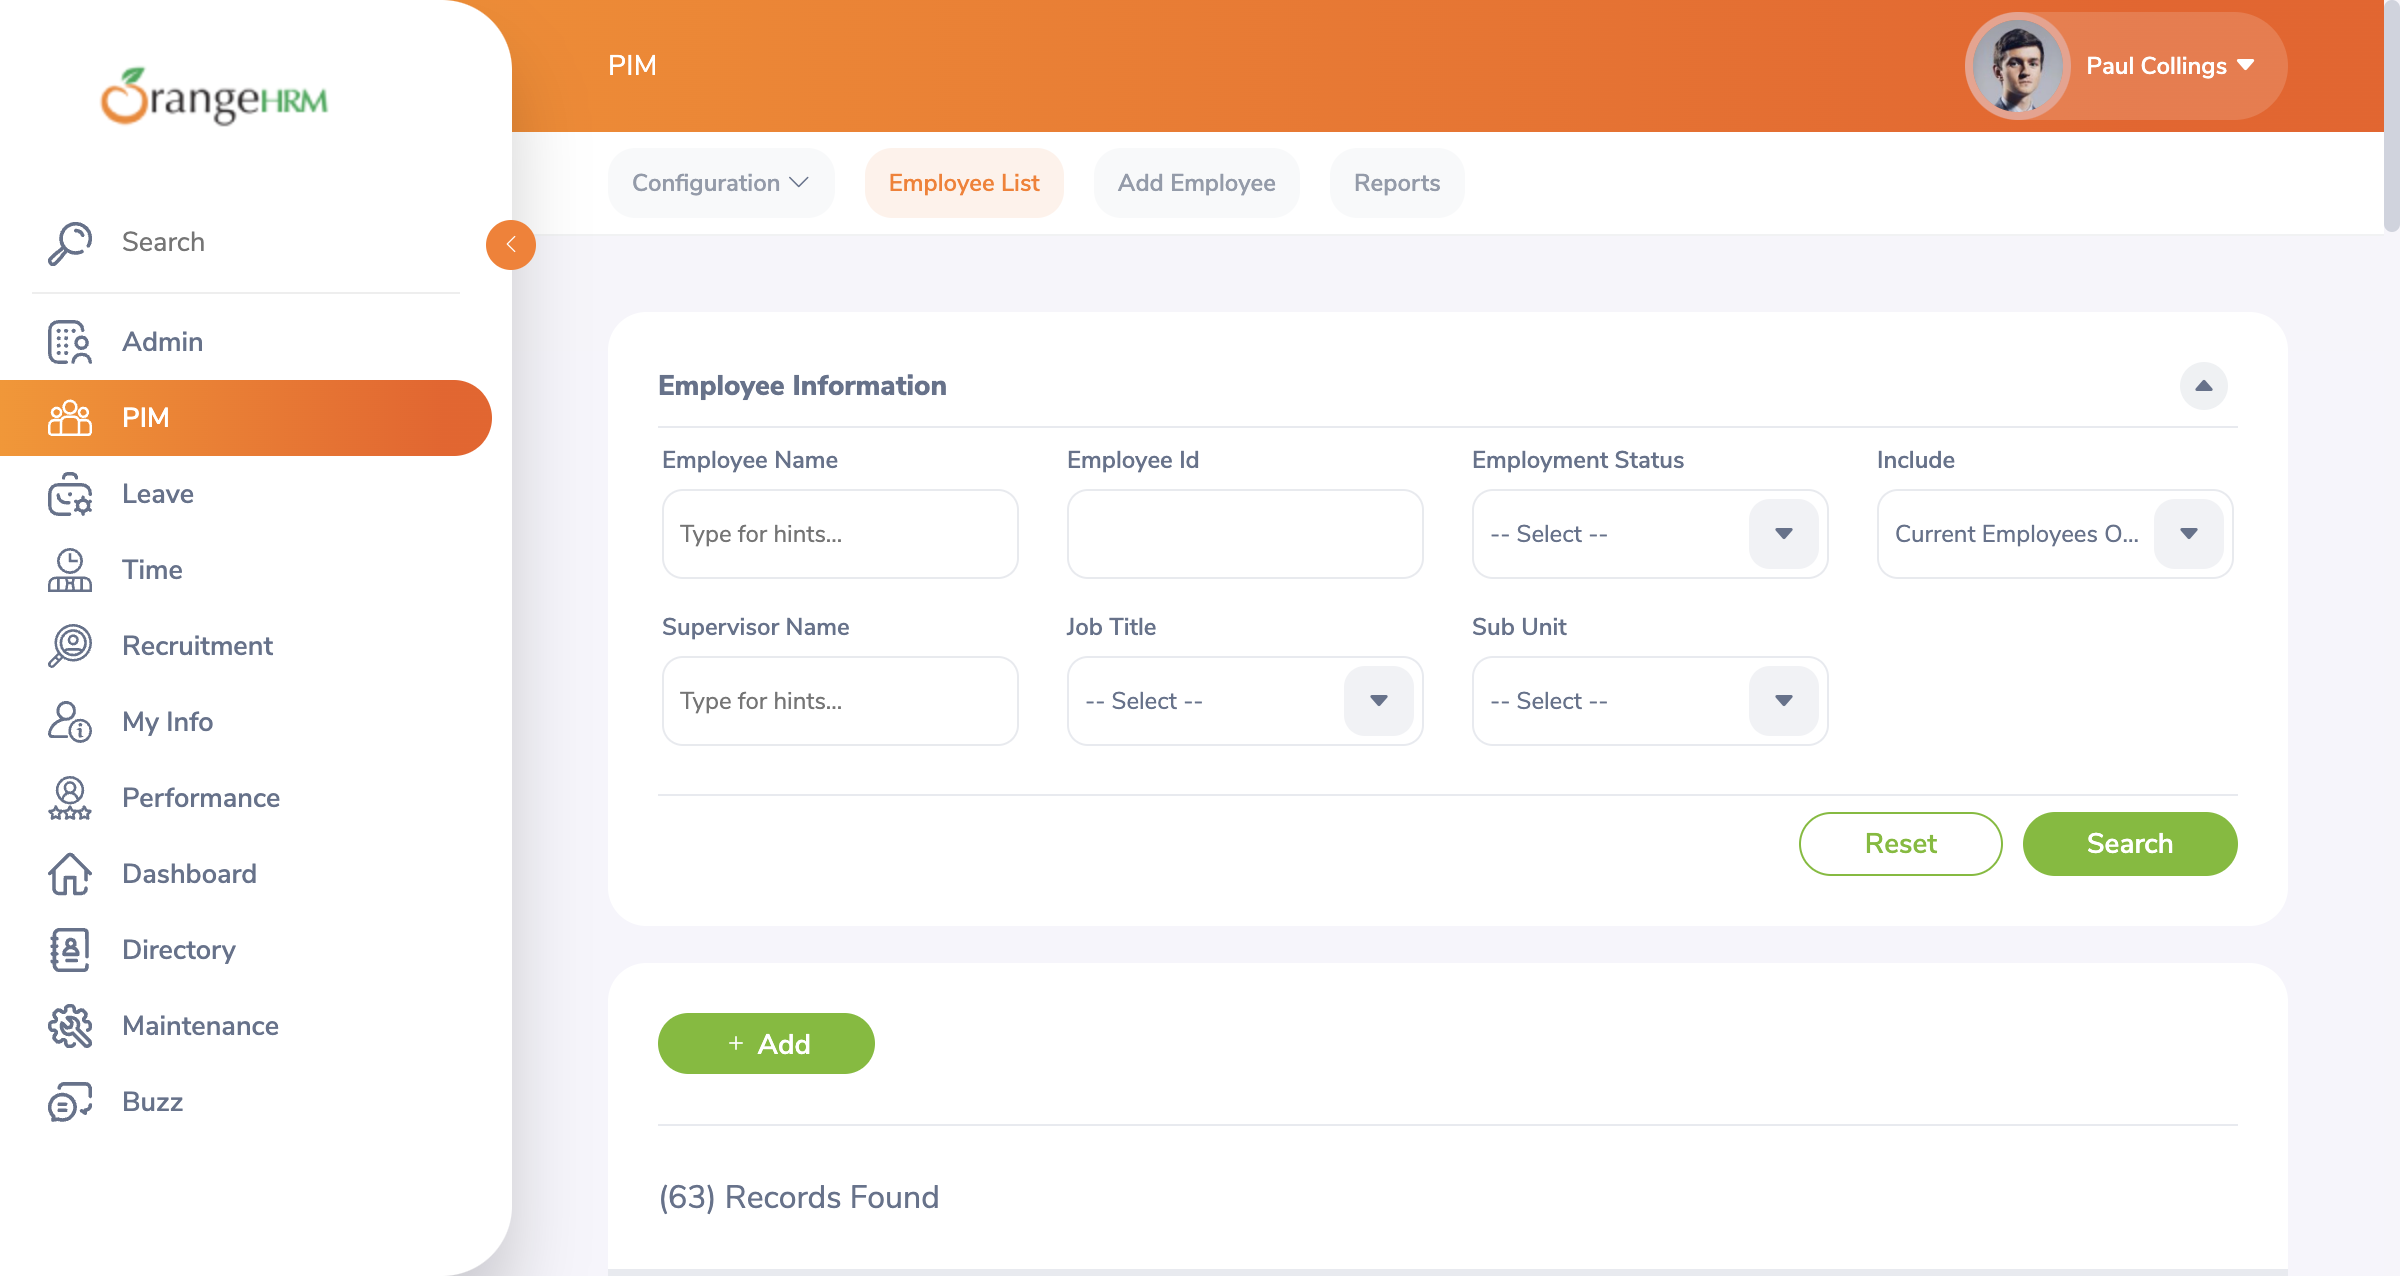 OrangeHRM
PIM
Paul Collings
Configuration
Employee List
Add Employee
Reports
Search
Admin
PIM
Leave
Time
Recruitment
My Info
Performance
Dashboard
Directory
Maintenance
Buzz
Employee Information
Employee Name
Employee Id
Employment Status
Include
Type for hints...
-- Select --
Current Employees O...
Supervisor Name
Job Title
Sub Unit
Type for hints...
-- Select --
-- Select --
Reset
Search
+ Add
(63) Records Found